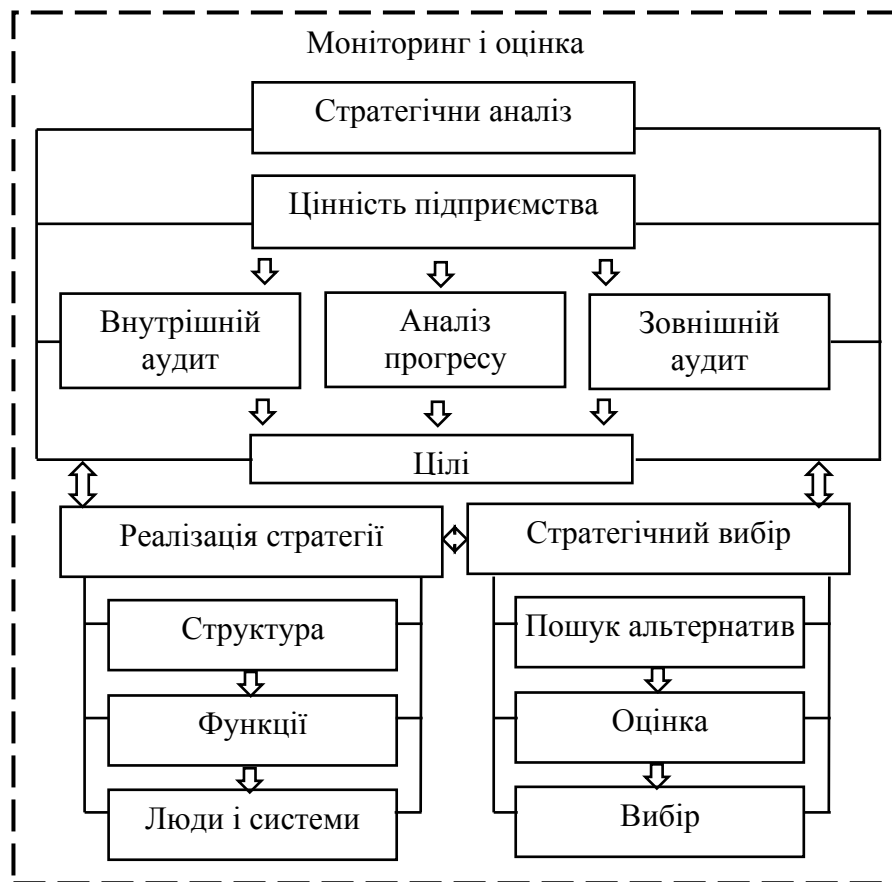 Моніторинг і оцінка
Стратегічни аналіз
Цінність підприємства
Внутрішній
аудит
Аналіз
прогресу
Зовнішній
аудит
Цілі
Реалізація стратегії
Стратегічний вибір
Структура
Функції
Люди і системи
Пошук альтернатив
Оцінка
Вибір